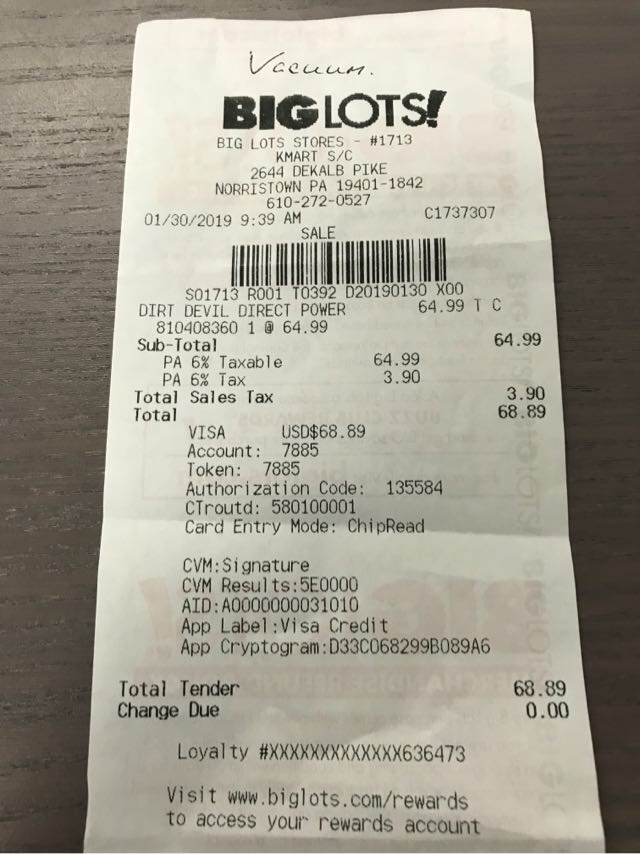 Vacuum.
BIG LOTS!
BIG LOTS STORES - #1713
KMART S/C
2644 DEKALB PIKE
NORRISTOWN PA 19401-1842
610-272-0527
01/30/2019 9:39 AM C1737307
SALE
S01713 R001 T0392 D20190130 X00
DIRT DEVIL DIRECT POWER 64.99 T C
810408360 1 @ 64.99
Sub-Total 64.99
PA 6% Taxable 64.99
PA 6% Tax 3.90
Total Sales Tax 3.90
Total 68.89
VISA USD$68.89
Account: 7885
Token: 7885
Authorization Code: 135584
CTroutd: 580100001
Card Entry Mode: ChipRead
CVM:Signature
CVM Results:5E0000
AID:A0000000031010
App Label:Visa Credit
App Cryptogram:D33C068299B089A6
Total Tender 68.89
Change Due 0.00
Loyalty #XXXXXXXXXXXXX636473
Visit www.biglots.com/rewards
to access your rewards account